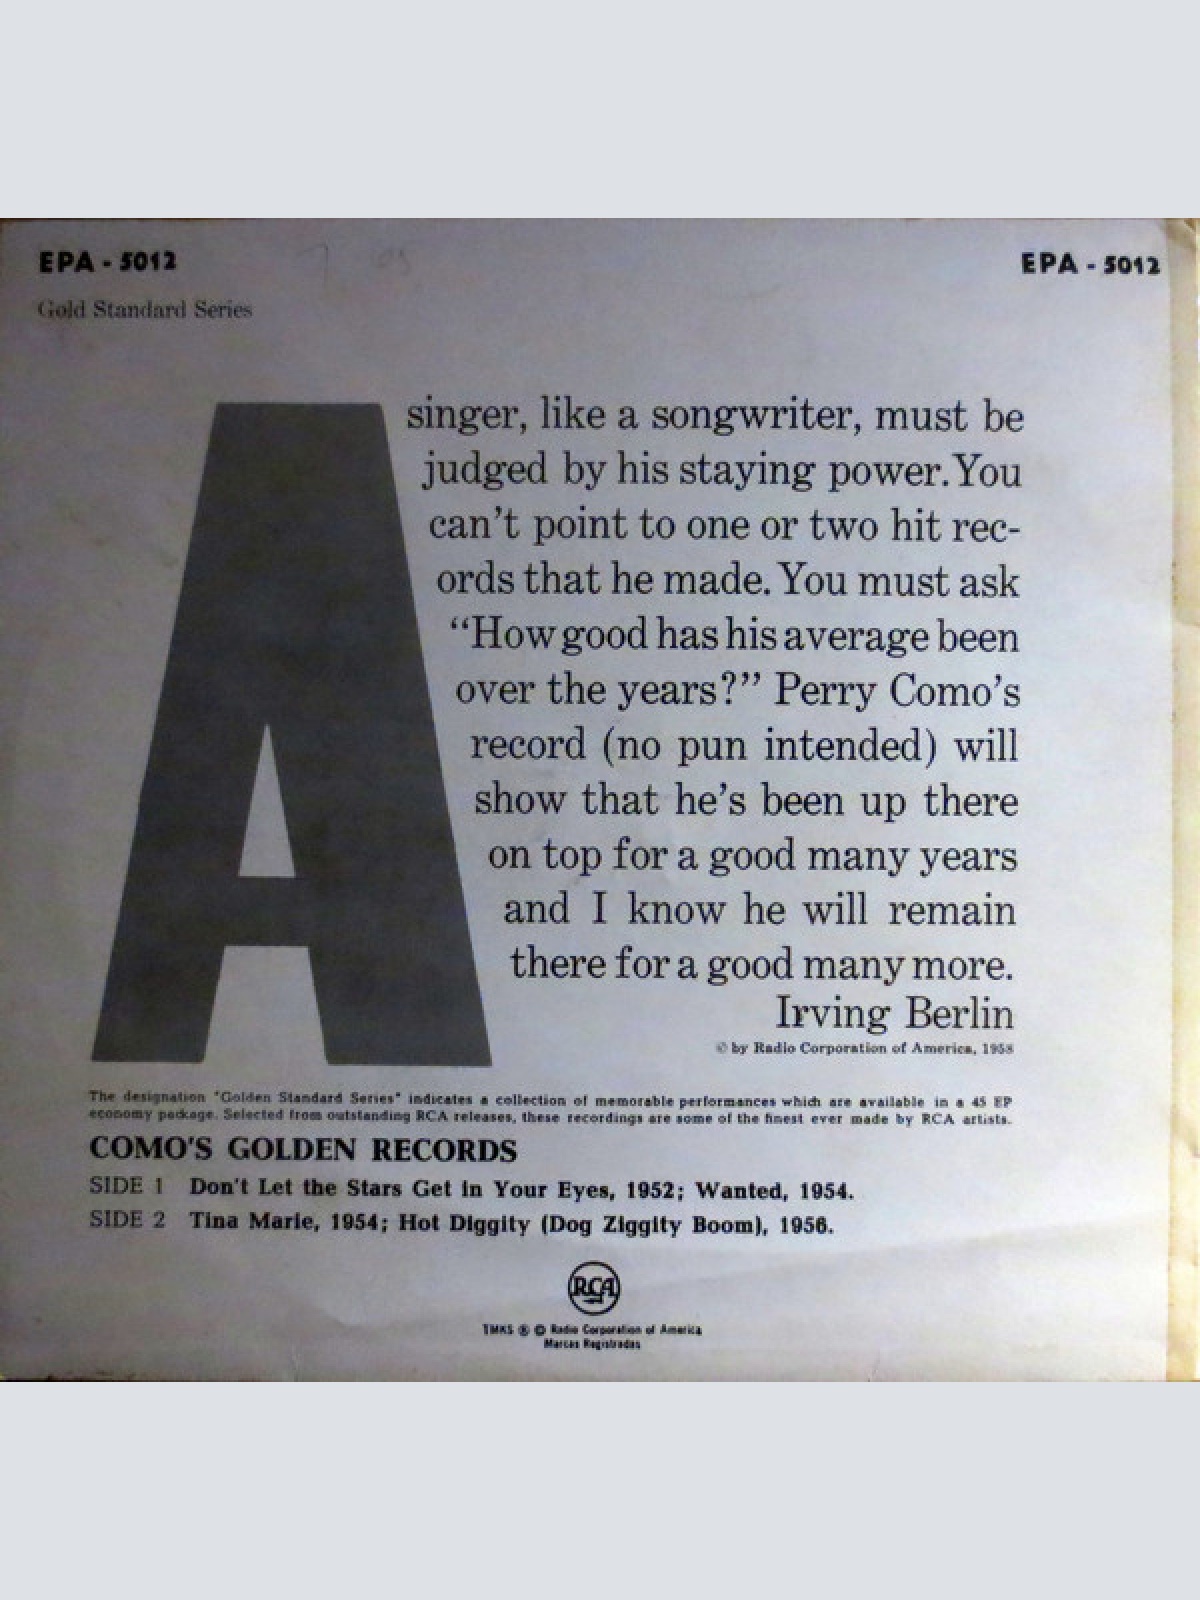 EPA - 5012
EPA - 5012
Gold Standard Series
A singer, like a songwriter, must be
judged by his staying power. You
can't point to one or two hit rec-
ords that he made. You must ask
“How good has his average been
over the years?” Perry Como's
record (no pun intended) will
show that he's been up there
on top for a good many years
and I know he will remain
there for a good many more.
Irving Berlin
© by Radio Corporation of America, 1958
The designation "Golden Standard Series" indicates a collection of memorable performances which are available in a 45 EP
economy package. Selected from outstanding RCA releases, these recordings are some of the finest ever made by RCA artists.
COMO'S GOLDEN RECORDS
SIDE 1 Don't Let the Stars Get in Your Eyes, 1952; Wanted, 1954.
SIDE 2 Tina Marie, 1954; Hot Diggity (Dog Ziggity Boom), 1956.
RCA
TMKS ® © Radio Corporation of America
Marcas Registradas